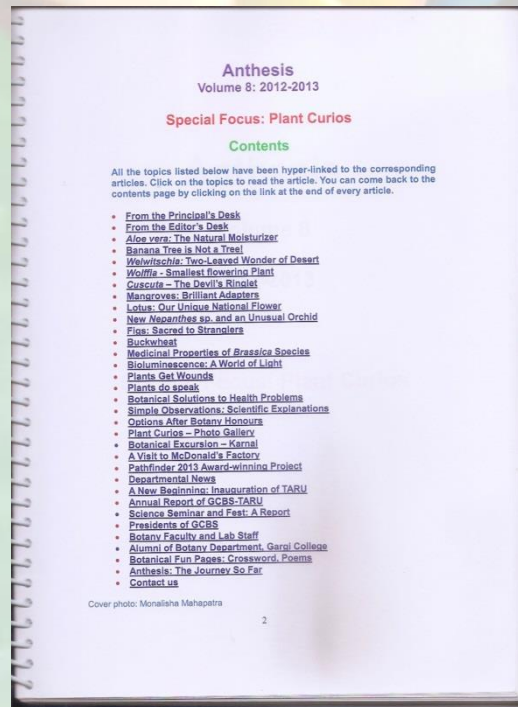 Anthesis
Volume 8: 2012-2013
Special Focus: Plant Curios
Contents
All the topics listed below have been hyper-linked to the corresponding
articles. Click on the topics to read the article. You can come back to the
contents page by clicking on the link at the end of every article.
• From the Principal's Desk
• From the Editor's Desk
• Aloe vera: The Natural Moisturizer
• Banana Tree is Not a Tree!
• Welwitschia: Two-Leaved Wonder of Desert
• Wolffia - Smallest flowering Plant
• Cuscuta – The Devil's Ringlet
• Mangroves: Brilliant Adapters
• Lotus: Our Unique National Flower
• New Nepenthes sp. and an Unusual Orchid
• Figs: Sacred to Stranglers
• Buckwheat
• Medicinal Properties of Brassica Species
• Bioluminescence: A World of Light
• Plants Get Wounds
• Plants do speak
• Botanical Solutions to Health Problems
• Simple Observations: Scientific Explanations
• Options After Botany Honours
• Plant Curios – Photo Gallery
• Botanical Excursion – Karnal
• A Visit to McDonald's Factory
• Pathfinder 2013 Award-winning Project
• Departmental News
• A New Beginning: Inauguration of TARU
• Annual Report of GCBS-TARU
• Science Seminar and Fest: A Report
• Presidents of GCBS
• Botany Faculty and Lab Staff
• Alumni of Botany Department, Gargi College
• Botanical Fun Pages: Crossword, Poems
• Anthesis: The Journey So Far
• Contact us
Cover photo: Monalisha Mahapatra
2